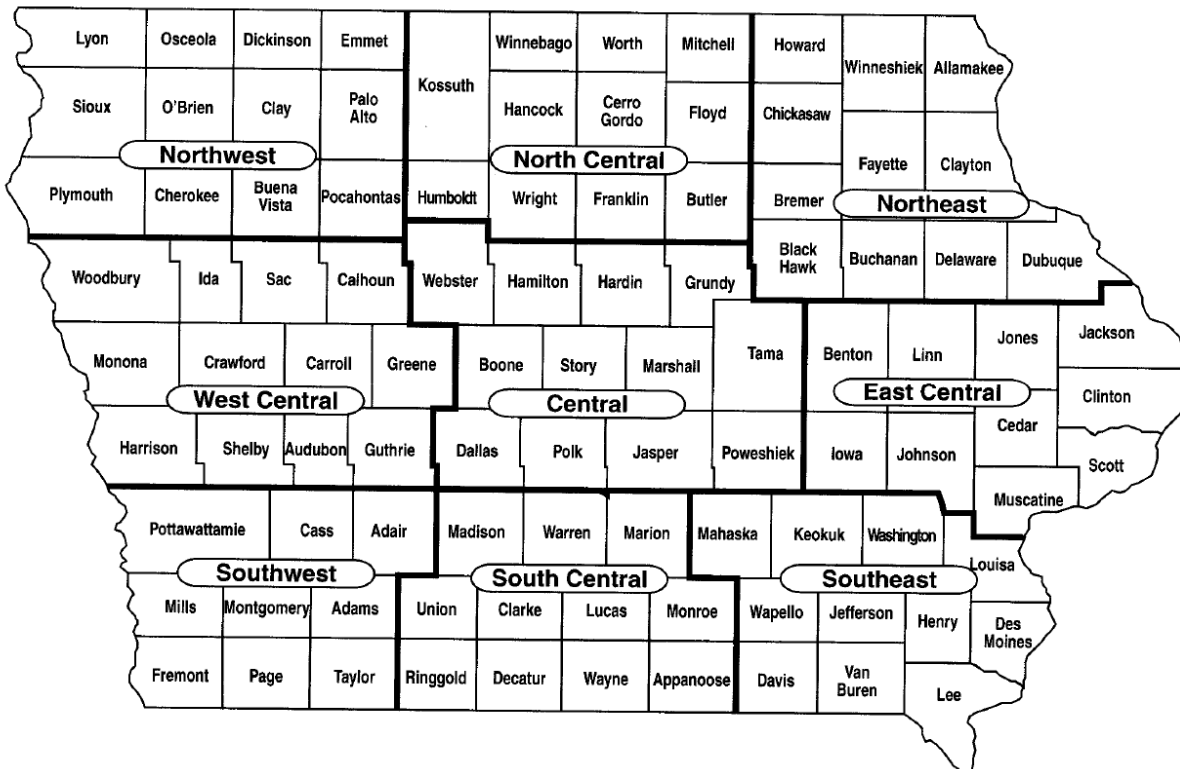 Lyon
Osceola
Dickinson
Emmet
Kossuth
Winnebago
Worth
Mitchell
Howard
Winneshiek
Allamakee
Sioux
O'Brien
Clay
Palo
Alto
Hancock
Cerro
Gordo
Floyd
Chickasaw
Northwest
North Central
Fayette
Clayton
Plymouth
Cherokee
Buena
Vista
Pocahontas
Humboldt
Wright
Franklin
Butler
Bremer
Northeast
Woodbury
Ida
Sac
Calhoun
Webster
Hamilton
Hardin
Grundy
Black
Hawk
Buchanan
Delaware
Dubuque
Monona
Crawford
Carroll
Greene
Boone
Story
Marshall
Tama
Benton
Linn
Jones
Jackson
West Central
Central
East Central
Clinton
Harrison
Shelby
Audubon
Guthrie
Dallas
Polk
Jasper
Poweshiek
Iowa
Johnson
Cedar
Scott
Muscatine
Pottawattamie
Cass
Adair
Madison
Warren
Marion
Mahaska
Keokuk
Washington
Louisa
Southwest
South Central
Southeast
Mills
Montgomery
Adams
Union
Clarke
Lucas
Monroe
Wapello
Jefferson
Henry
Des
Moines
Fremont
Page
Taylor
Ringgold
Decatur
Wayne
Appanoose
Davis
Van
Buren
Lee